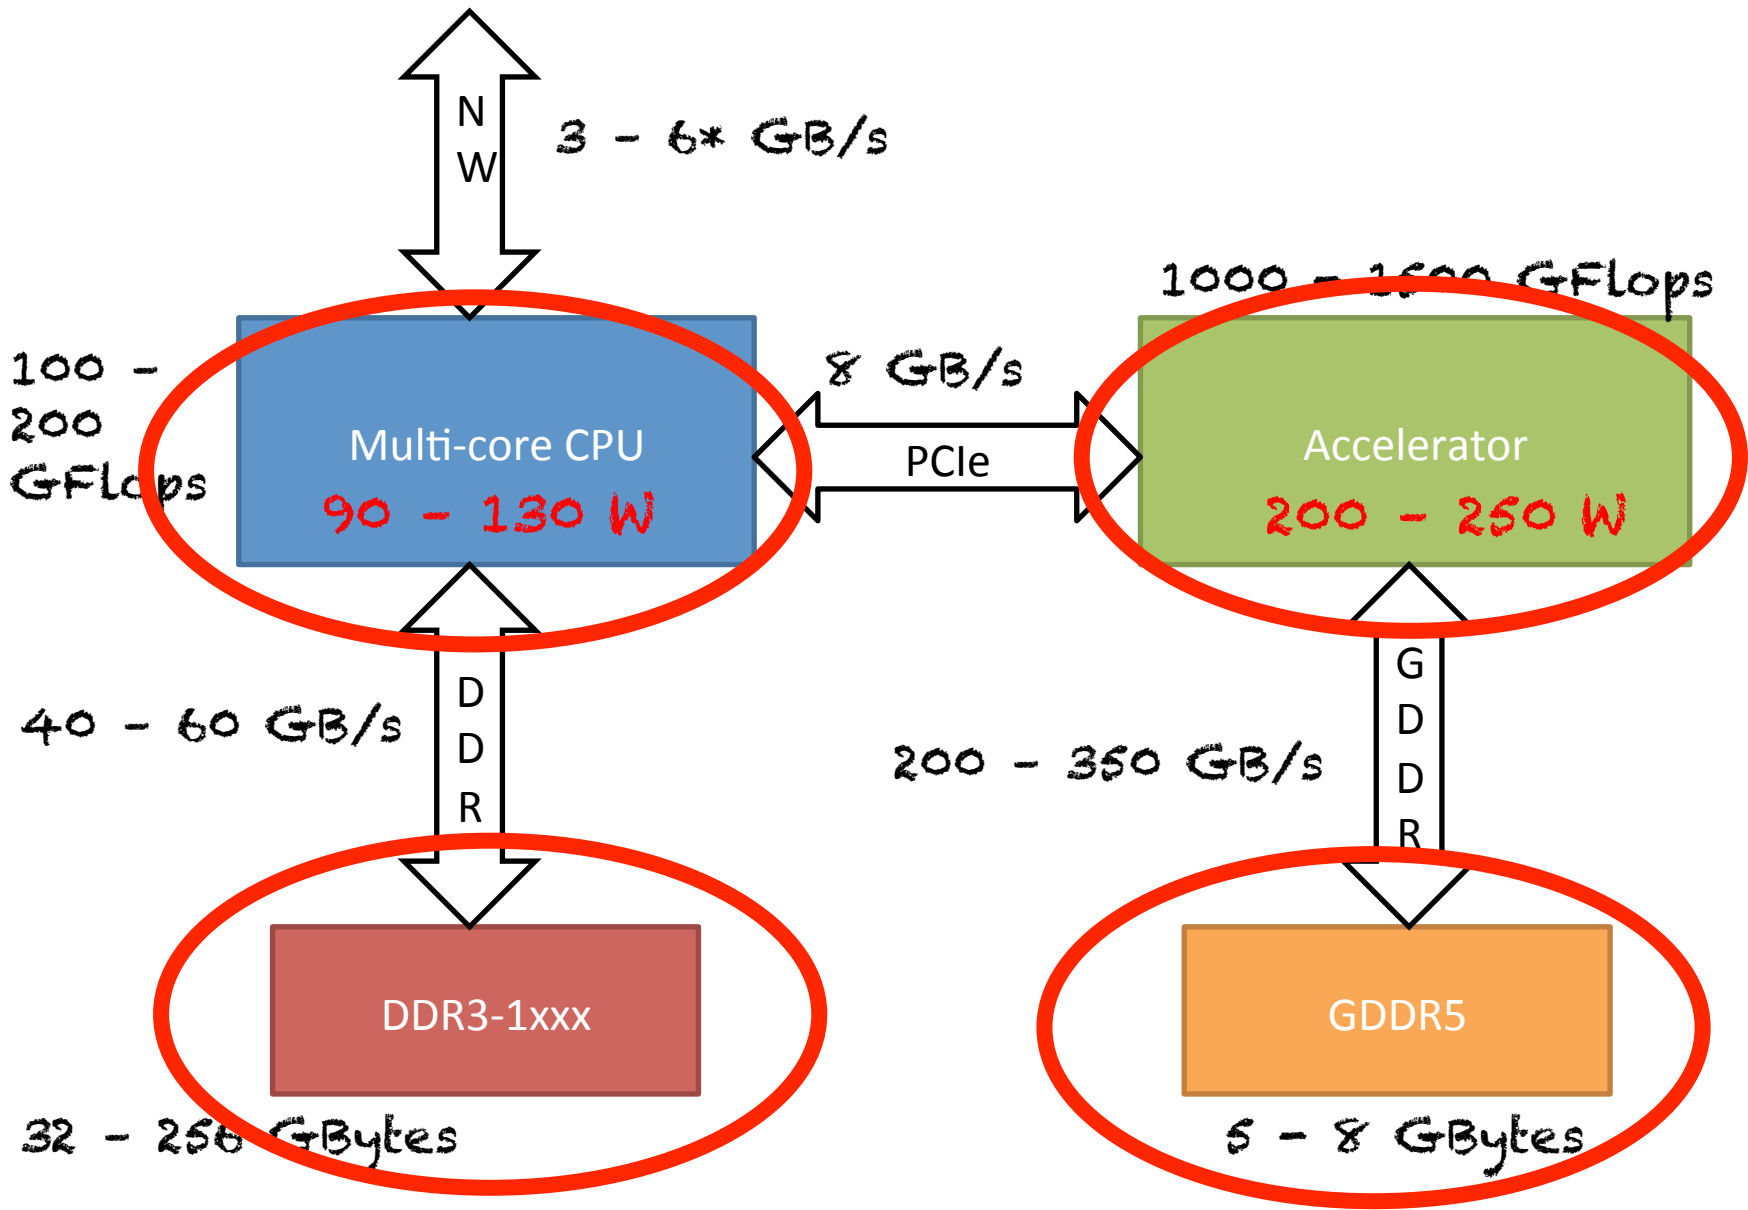 N
W
3 - 6* GB/s
1000 - 1500 GFlops
100 -
200
GFlops
8 GB/s
Multi-core CPU
90 - 130 W
PCIe
Accelerator
200 - 250 W
D
D
R
40 - 60 GB/s
G
D
D
R
200 - 350 GB/s
DDR3-1xxx
GDDR5
32 - 256 GBytes
5 - 8 GBytes